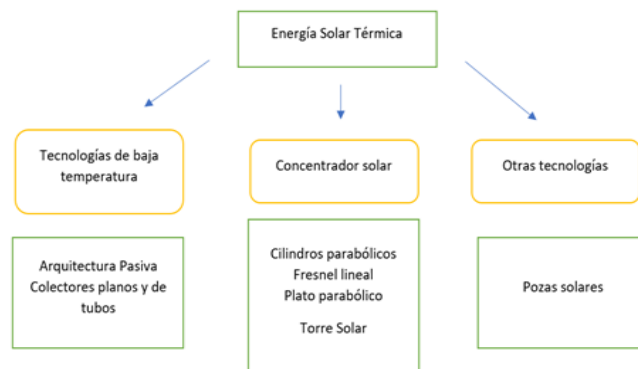 Energía Solar Térmica
Tecnologías de baja
temperatura
Concentrador solar
Otras tecnologías
Arquitectura Pasiva
Colectores planos y de
tubos
Cilindros parabólicos
Fresnel lineal
Plato parabólico
Torre Solar
Pozas solares